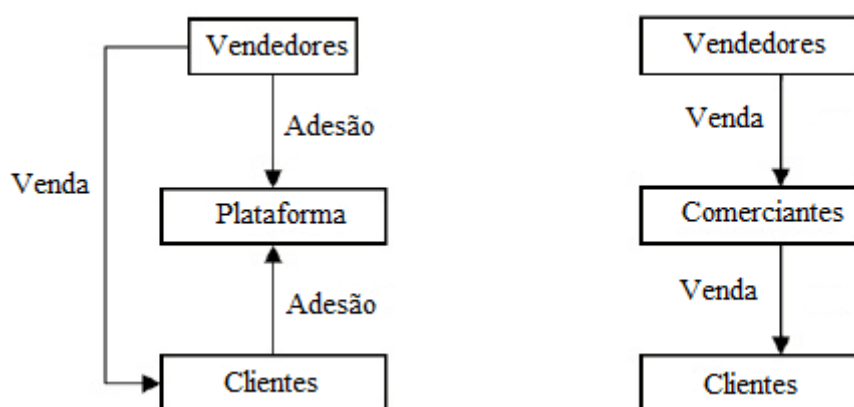 Vendedores
Adesão
Venda
Plataforma
Adesão
Clientes
Vendedores
Venda
Comerciantes
Venda
Clientes